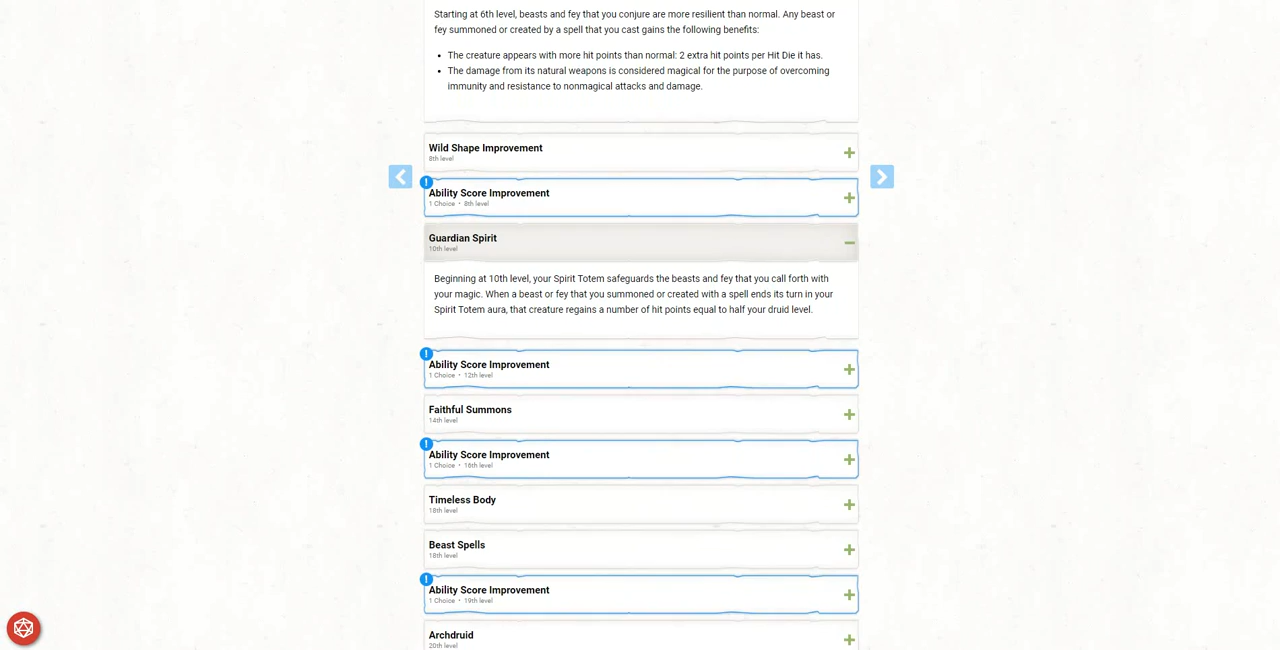 Starting at 6th level, beasts and fey that you conjure are more resilient than normal. Any beast or
fey summoned or created by a spell that you cast gains the following benefits:
• The creature appears with more hit points than normal: 2 extra hit points per Hit Die it has.
• The damage from its natural weapons is considered magical for the purpose of overcoming
immunity and resistance to nonmagical attacks and damage.
Wild Shape Improvement
8th level
!
Ability Score Improvement
1 Choice • 8th level
Guardian Spirit
10th level
Beginning at 10th level, your Spirit Totem safeguards the beasts and fey that you call forth with
your magic. When a beast or fey that you summoned or created with a spell ends its turn in your
Spirit Totem aura, that creature regains a number of hit points equal to half your druid level.
!
Ability Score Improvement
1 Choice • 12th level
Faithful Summons
14th level
!
Ability Score Improvement
1 Choice • 16th level
Timeless Body
18th level
Beast Spells
18th level
!
Ability Score Improvement
1 Choice • 19th level
Archdruid
20th level